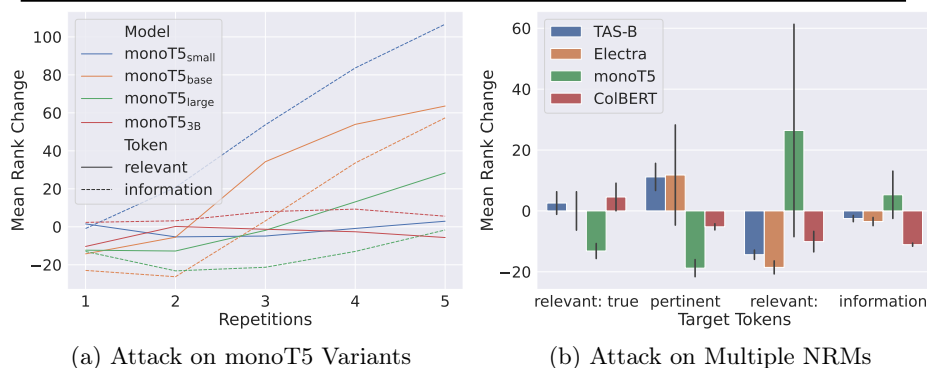 Mean Rank Change
100
80
60
40
20
0
−20
Model
monoT5small
monoT5base
monoT5large
monoT53B
Token
relevant
information
1 2 3 4 5
Repetitions
(a) Attack on monoT5 Variants
Mean Rank Change
60
40
20
0
−20
TAS-B
Electra
monoT5
ColBERT
relevant: true pertinent relevant: information
Target Tokens
(b) Attack on Multiple NRMs